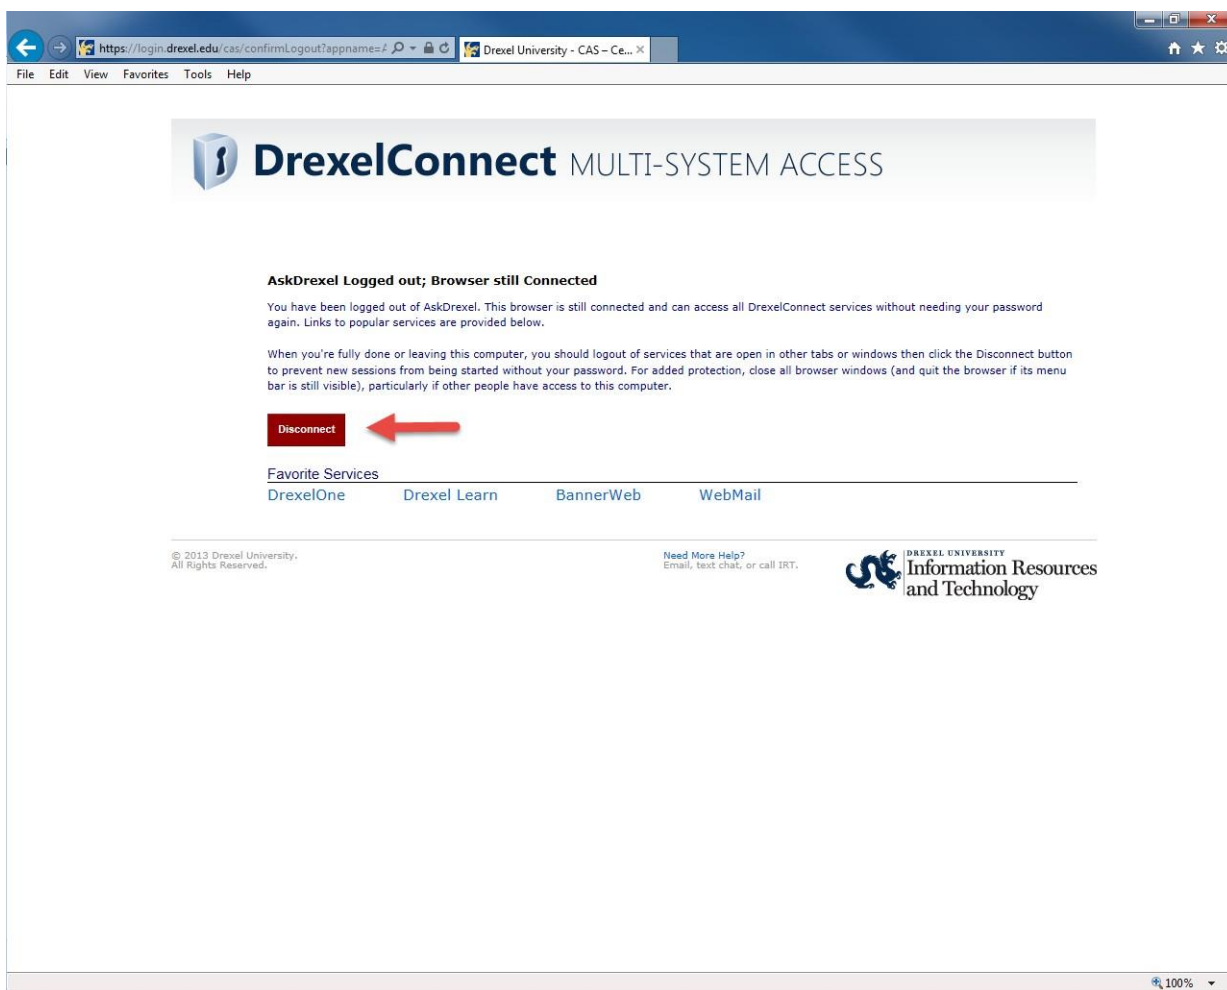 https://login.drexel.edu/cas/confirmLogout?appname=
Drexel University - CAS – Ce...
File Edit View Favorites Tools Help
DrexelConnect MULTI-SYSTEM ACCESS
AskDrexel Logged out; Browser still Connected
You have been logged out of AskDrexel. This browser is still connected and can access all DrexelConnect services without needing your password
again. Links to popular services are provided below.
When you're fully done or leaving this computer, you should logout of services that are open in other tabs or windows then click the Disconnect button
to prevent new sessions from being started without your password. For added protection, close all browser windows (and quit the browser if its menu
bar is still visible), particularly if other people have access to this computer.
Disconnect
Favorite Services
DrexelOne Drexel Learn BannerWeb WebMail
© 2013 Drexel University.
All Rights Reserved.
Need More Help?
Email, text chat, or call IRT.
DREXEL UNIVERSITY
Information Resources
and Technology
100%